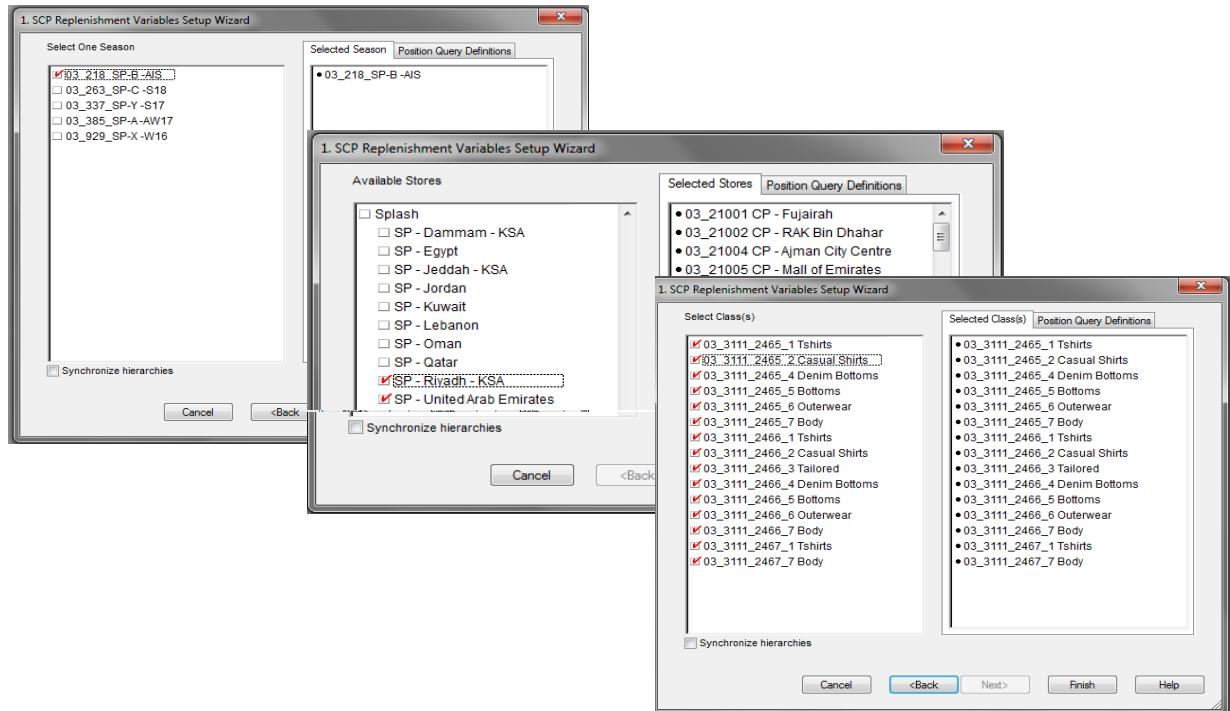 1. SCP Replenishment Variables Setup Wizard
Select One Season
Selected Season
Position Query Definitions
03_218_SP-B -AIS
03_263_SP-C -S18
03_337_SP-Y -S17
03_385_SP-A-AW17
03_929_SP-X -W16
03_218_SP-B -AIS
Synchronize hierarchies
Cancel
<Back
1. SCP Replenishment Variables Setup Wizard
Available Stores
Selected Stores
Position Query Definitions
Splash
SP - Dammam - KSA
SP - Egypt
SP - Jeddah - KSA
SP - Jordan
SP - Kuwait
SP - Lebanon
SP - Oman
SP - Qatar
SP - Riyadh - KSA
SP - United Arab Emirates
03_21001 CP - Fujairah
03_21002 CP - RAK Bin Dhahar
03_21004 CP - Ajman City Centre
03_21005 CP - Mall of Emirates
Synchronize hierarchies
Cancel
<Back
1. SCP Replenishment Variables Setup Wizard
Select Class(s)
Selected Class(s)
Position Query Definitions
03_3111_2465_1 Tshirts
03_3111_2465_2 Casual Shirts
03_3111_2465_4 Denim Bottoms
03_3111_2465_5 Bottoms
03_3111_2465_6 Outerwear
03_3111_2465_7 Body
03_3111_2466_1 Tshirts
03_3111_2466_2 Casual Shirts
03_3111_2466_3 Tailored
03_3111_2466_4 Denim Bottoms
03_3111_2466_5 Bottoms
03_3111_2466_6 Outerwear
03_3111_2466_7 Body
03_3111_2467_1 Tshirts
03_3111_2467_7 Body
03_3111_2465_1 Tshirts
03_3111_2465_2 Casual Shirts
03_3111_2465_4 Denim Bottoms
03_3111_2465_5 Bottoms
03_3111_2465_6 Outerwear
03_3111_2465_7 Body
03_3111_2466_1 Tshirts
03_3111_2466_2 Casual Shirts
03_3111_2466_3 Tailored
03_3111_2466_4 Denim Bottoms
03_3111_2466_5 Bottoms
03_3111_2466_6 Outerwear
03_3111_2466_7 Body
03_3111_2467_1 Tshirts
03_3111_2467_7 Body
Synchronize hierarchies
Cancel
<Back
Next>
Finish
Help